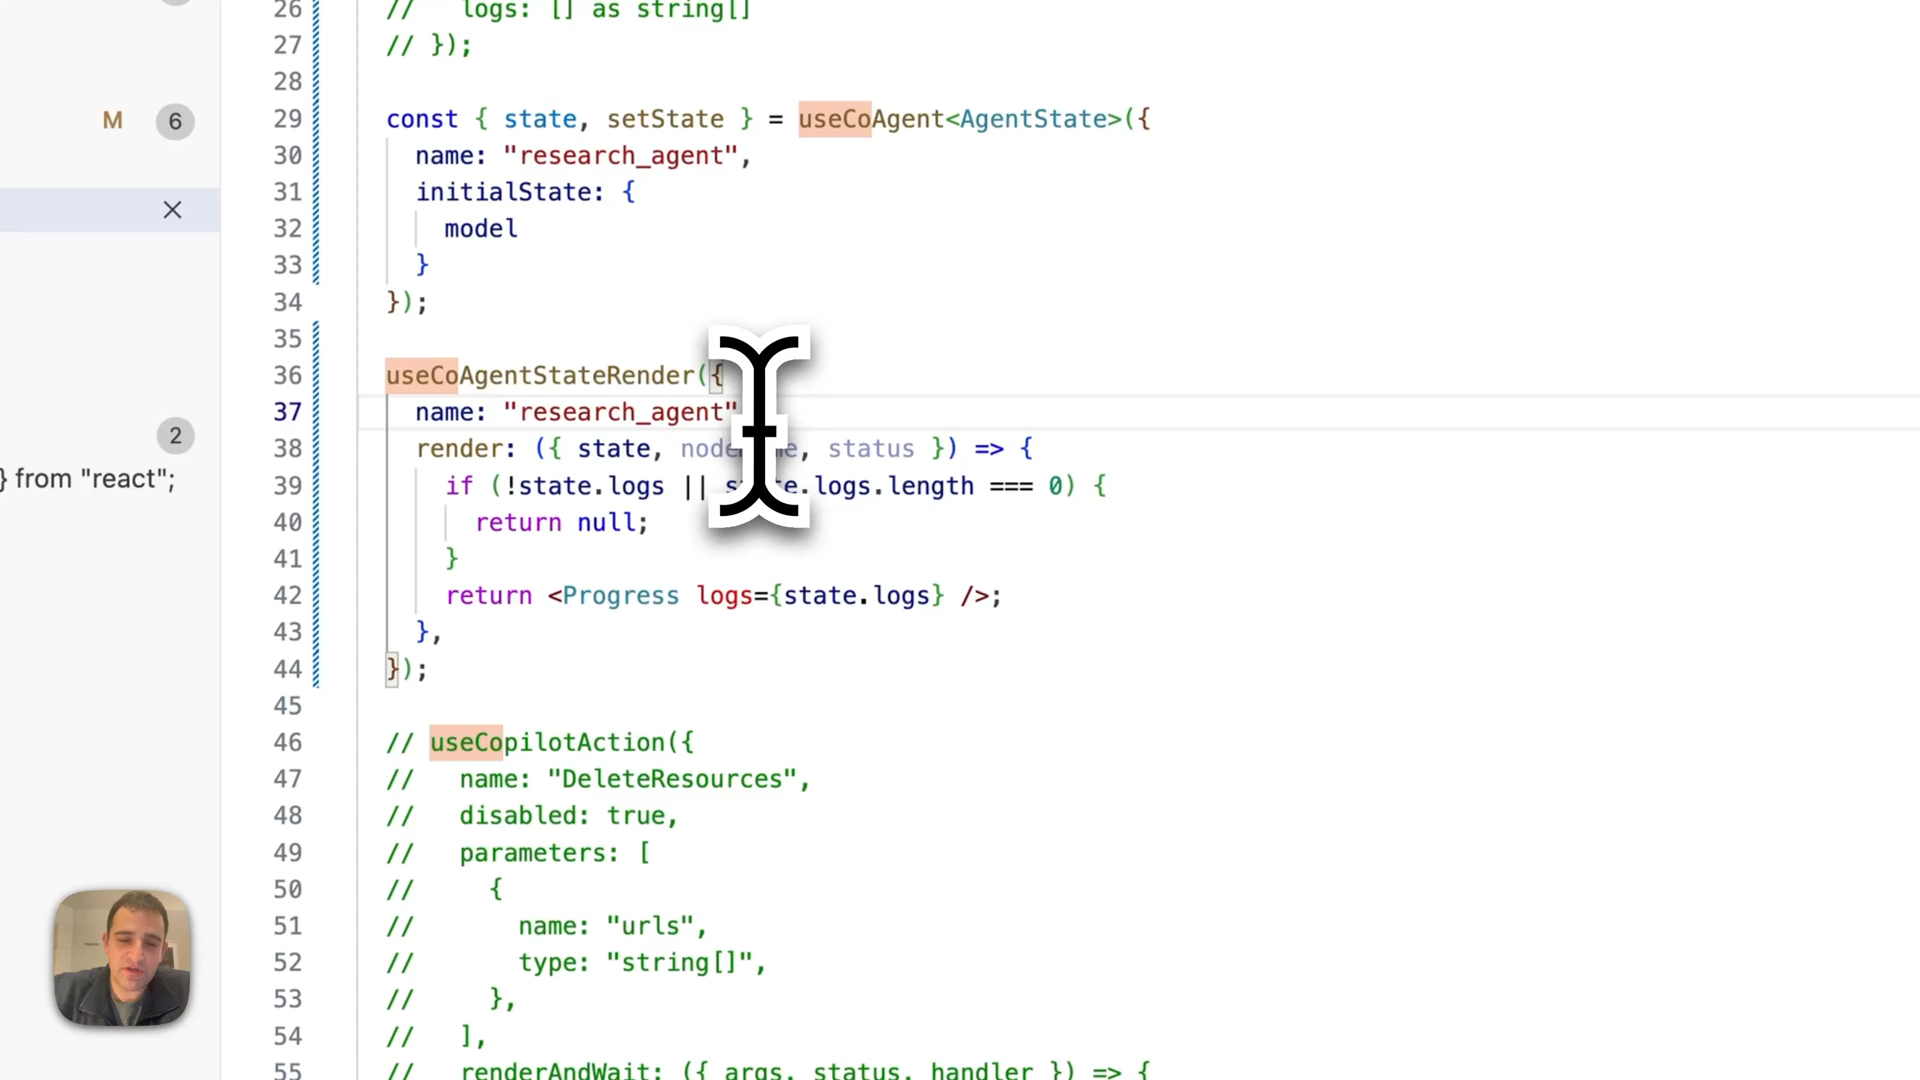 26 //   logs: [] as string[]
27 // });
28
M 6
29 const { state, setState } = useCoAgent<AgentState>({
30 name: "research_agent",
31 initialState: {
32 model
33 }
34 });
35
36 useCoAgentStateRender({
37 name: "research_agent"
2
38 render: ({ state, , status }) => {
} from "react";
39 if (!state.logs || .logs.length === 0) {
40 return null;
41 }
42 return <Progress logs={state.logs} />;
43 },
44 });
45
46 // useCopilotAction({
47 //   name: "DeleteResources",
48 //   disabled: true,
49 //   parameters: [
50 //     {
51 //       name: "urls",
52 //       type: "string[]",
53 //     },
54 //   ],
55 //   renderAndWait: ({ args, status, handler }) => {